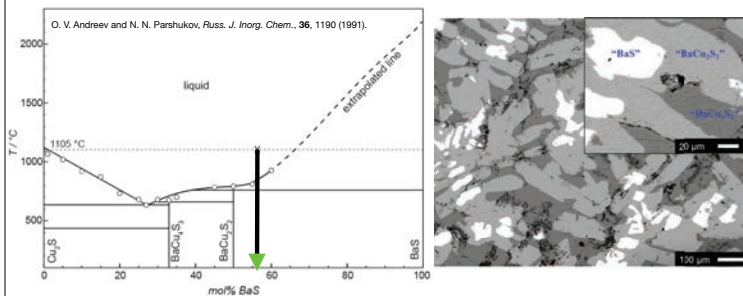 O. V. Andreev and N. N. Parshukov, Russ. J. Inorg. Chem., 36, 1190 (1991).
2000
1500
1000
500
T / °C
liquid
extrapolated line
1105 °C
Cu₂S
BaCu₄S₃
BaCu₂S₂
BaS
0
20
40
60
80
100
mol% BaS
"BaS"
"BaCu₂S₂"
"BaCu₄S₃"
20 µm
100 µm